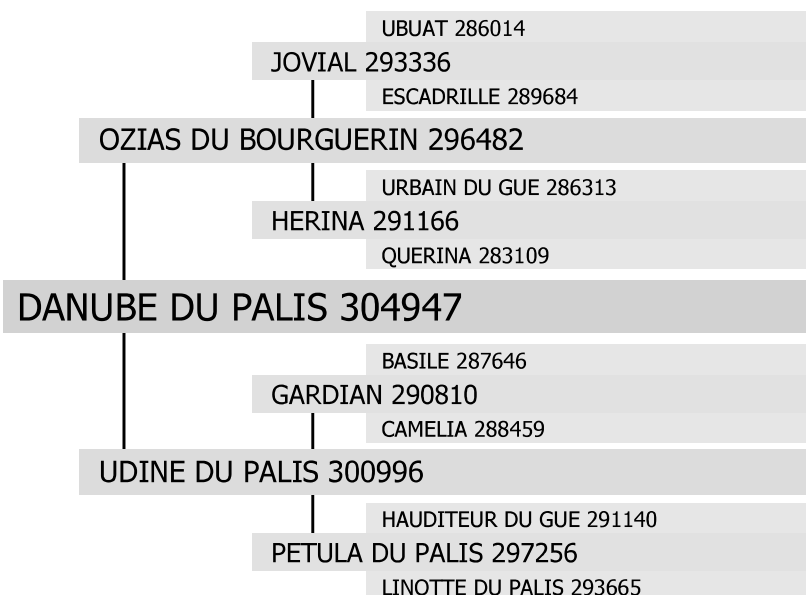 UBUAT 286014
JOVIAL 293336
ESCADRILLE 289684
OZIAS DU BOURGUERIN 296482
URBAIN DU GUE 286313
HERINA 291166
QUERINA 283109
DANUBE DU PALIS 304947
BASILE 287646
GARDIAN 290810
CAMELIA 288459
UDINE DU PALIS 300996
HAUDITEUR DU GUE 291140
PETULA DU PALIS 297256
LINOTTE DU PALIS 293665